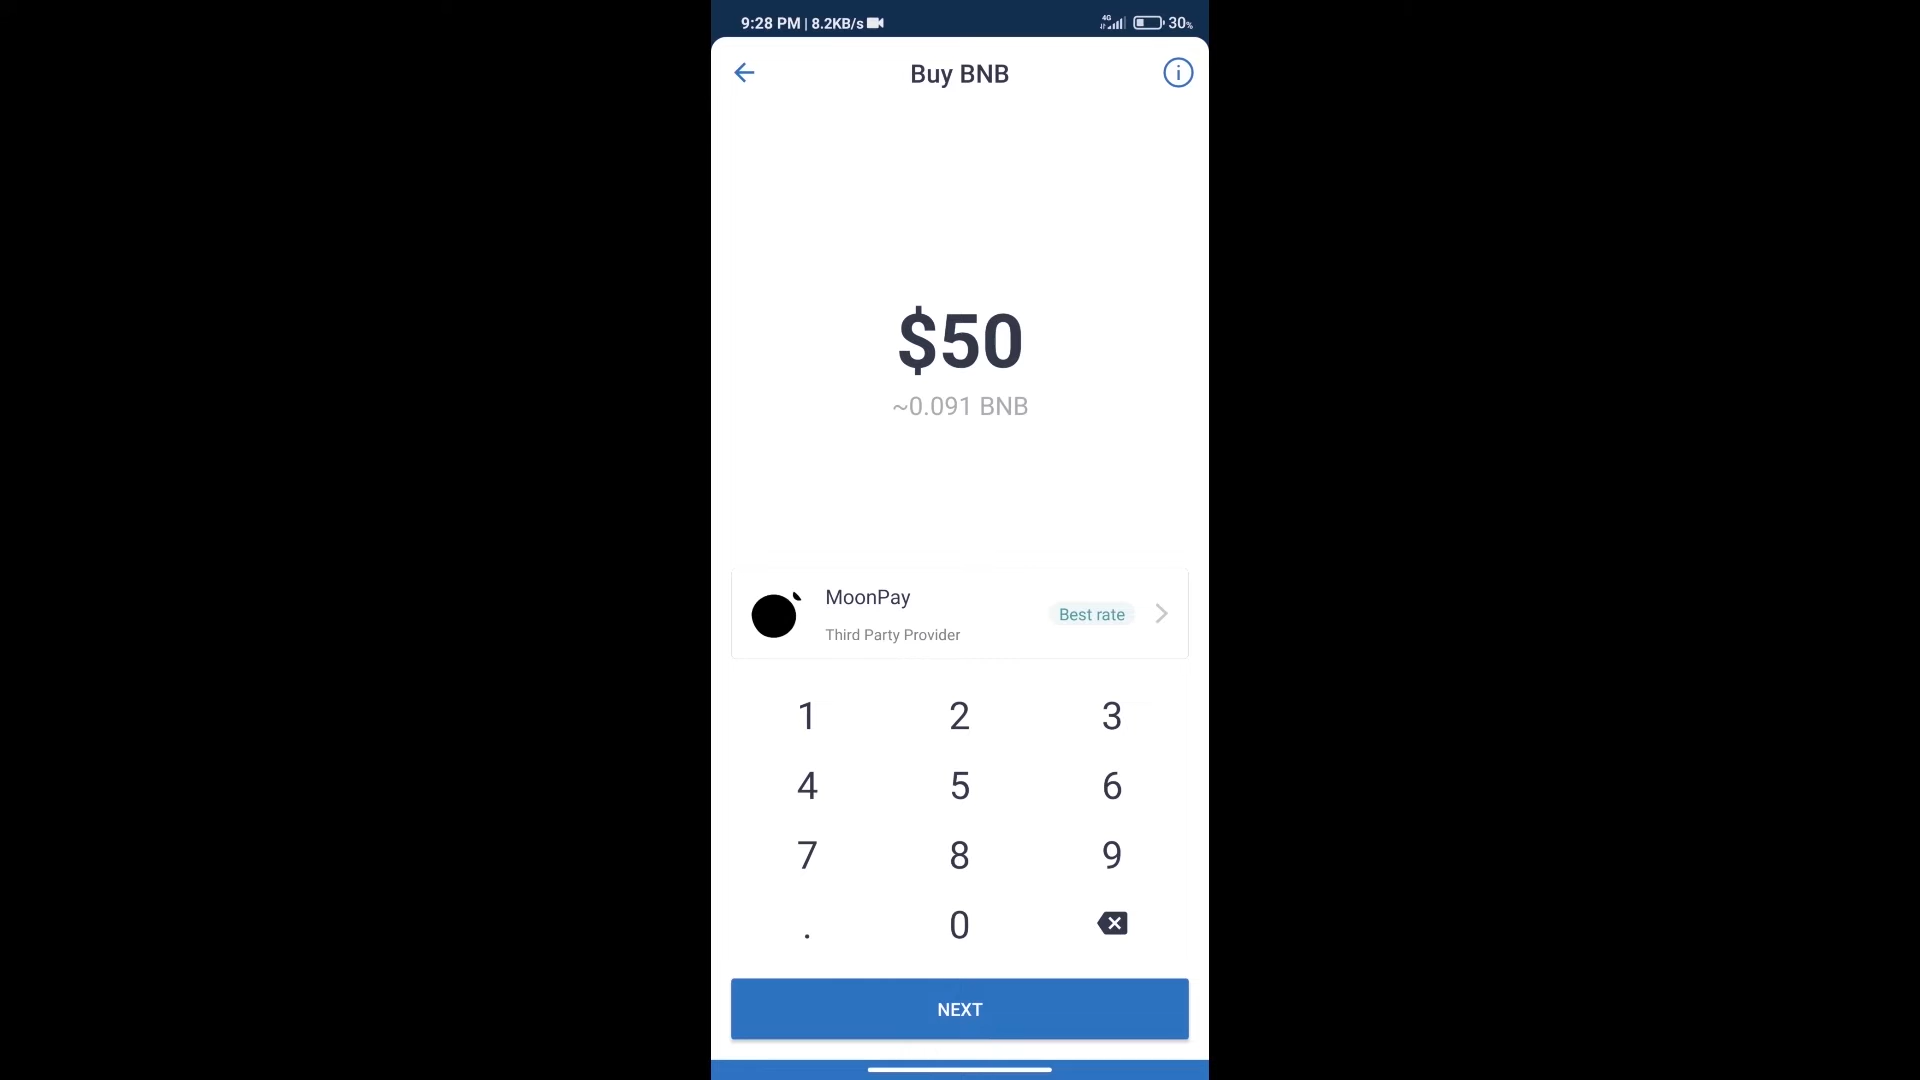 9:28 PM | 8.2KB/s 4G 30%
Buy BNB
$50
~0.091 BNB
MoonPay
Best rate
Third Party Provider
1 2 3
4 5 6
7 8 9
. 0
NEXT